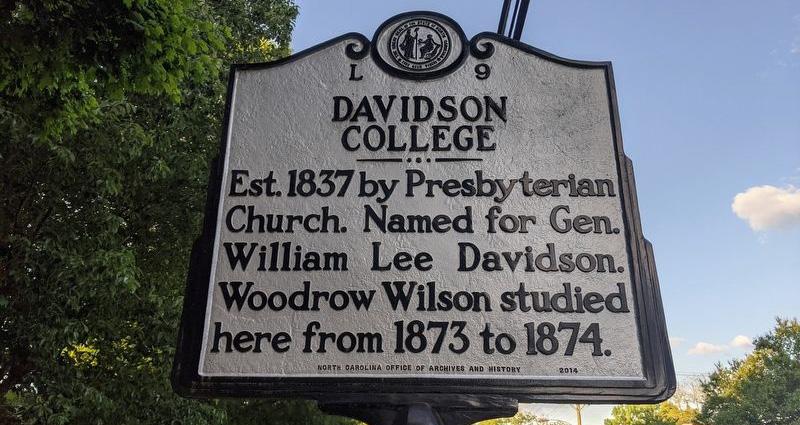 L 9
DAVIDSON
COLLEGE
Est. 1837 by Presbyterian
Church. Named for Gen.
William Lee Davidson.
Woodrow Wilson studied
here from 1873 to 1874.
NORTH CAROLINA OFFICE OF ARCHIVES AND HISTORY 2014